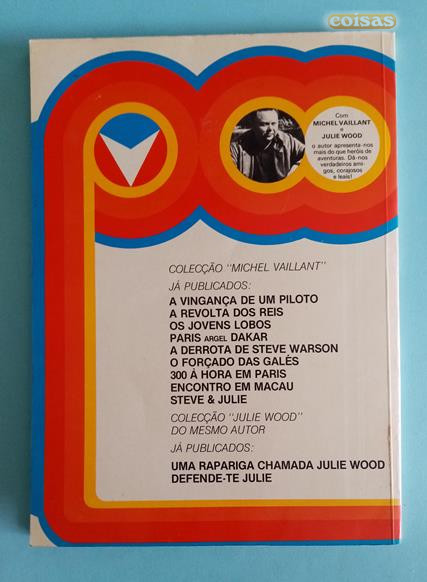 coisas
Com
MICHEL VAILLANT
e
JULIE WOOD
o autor apresenta-nos
mais do que heróis de
aventuras. Dá-nos
verdadeiros ami-
gos, corajosos
e leais!
COLECÇÃO "MICHEL VAILLANT"
JÁ PUBLICADOS:
A VINGANÇA DE UM PILOTO
A REVOLTA DOS REIS
OS JOVENS LOBOS
PARIS ARGEL DAKAR
A DERROTA DE STEVE WARSON
O FORÇADO DAS GALÉS
300 À HORA EM PARIS
ENCONTRO EM MACAU
STEVE & JULIE
COLECÇÃO "JULIE WOOD"
DO MESMO AUTOR
JÁ PUBLICADOS:
UMA RAPARIGA CHAMADA JULIE WOOD
DEFENDE-TE JULIE